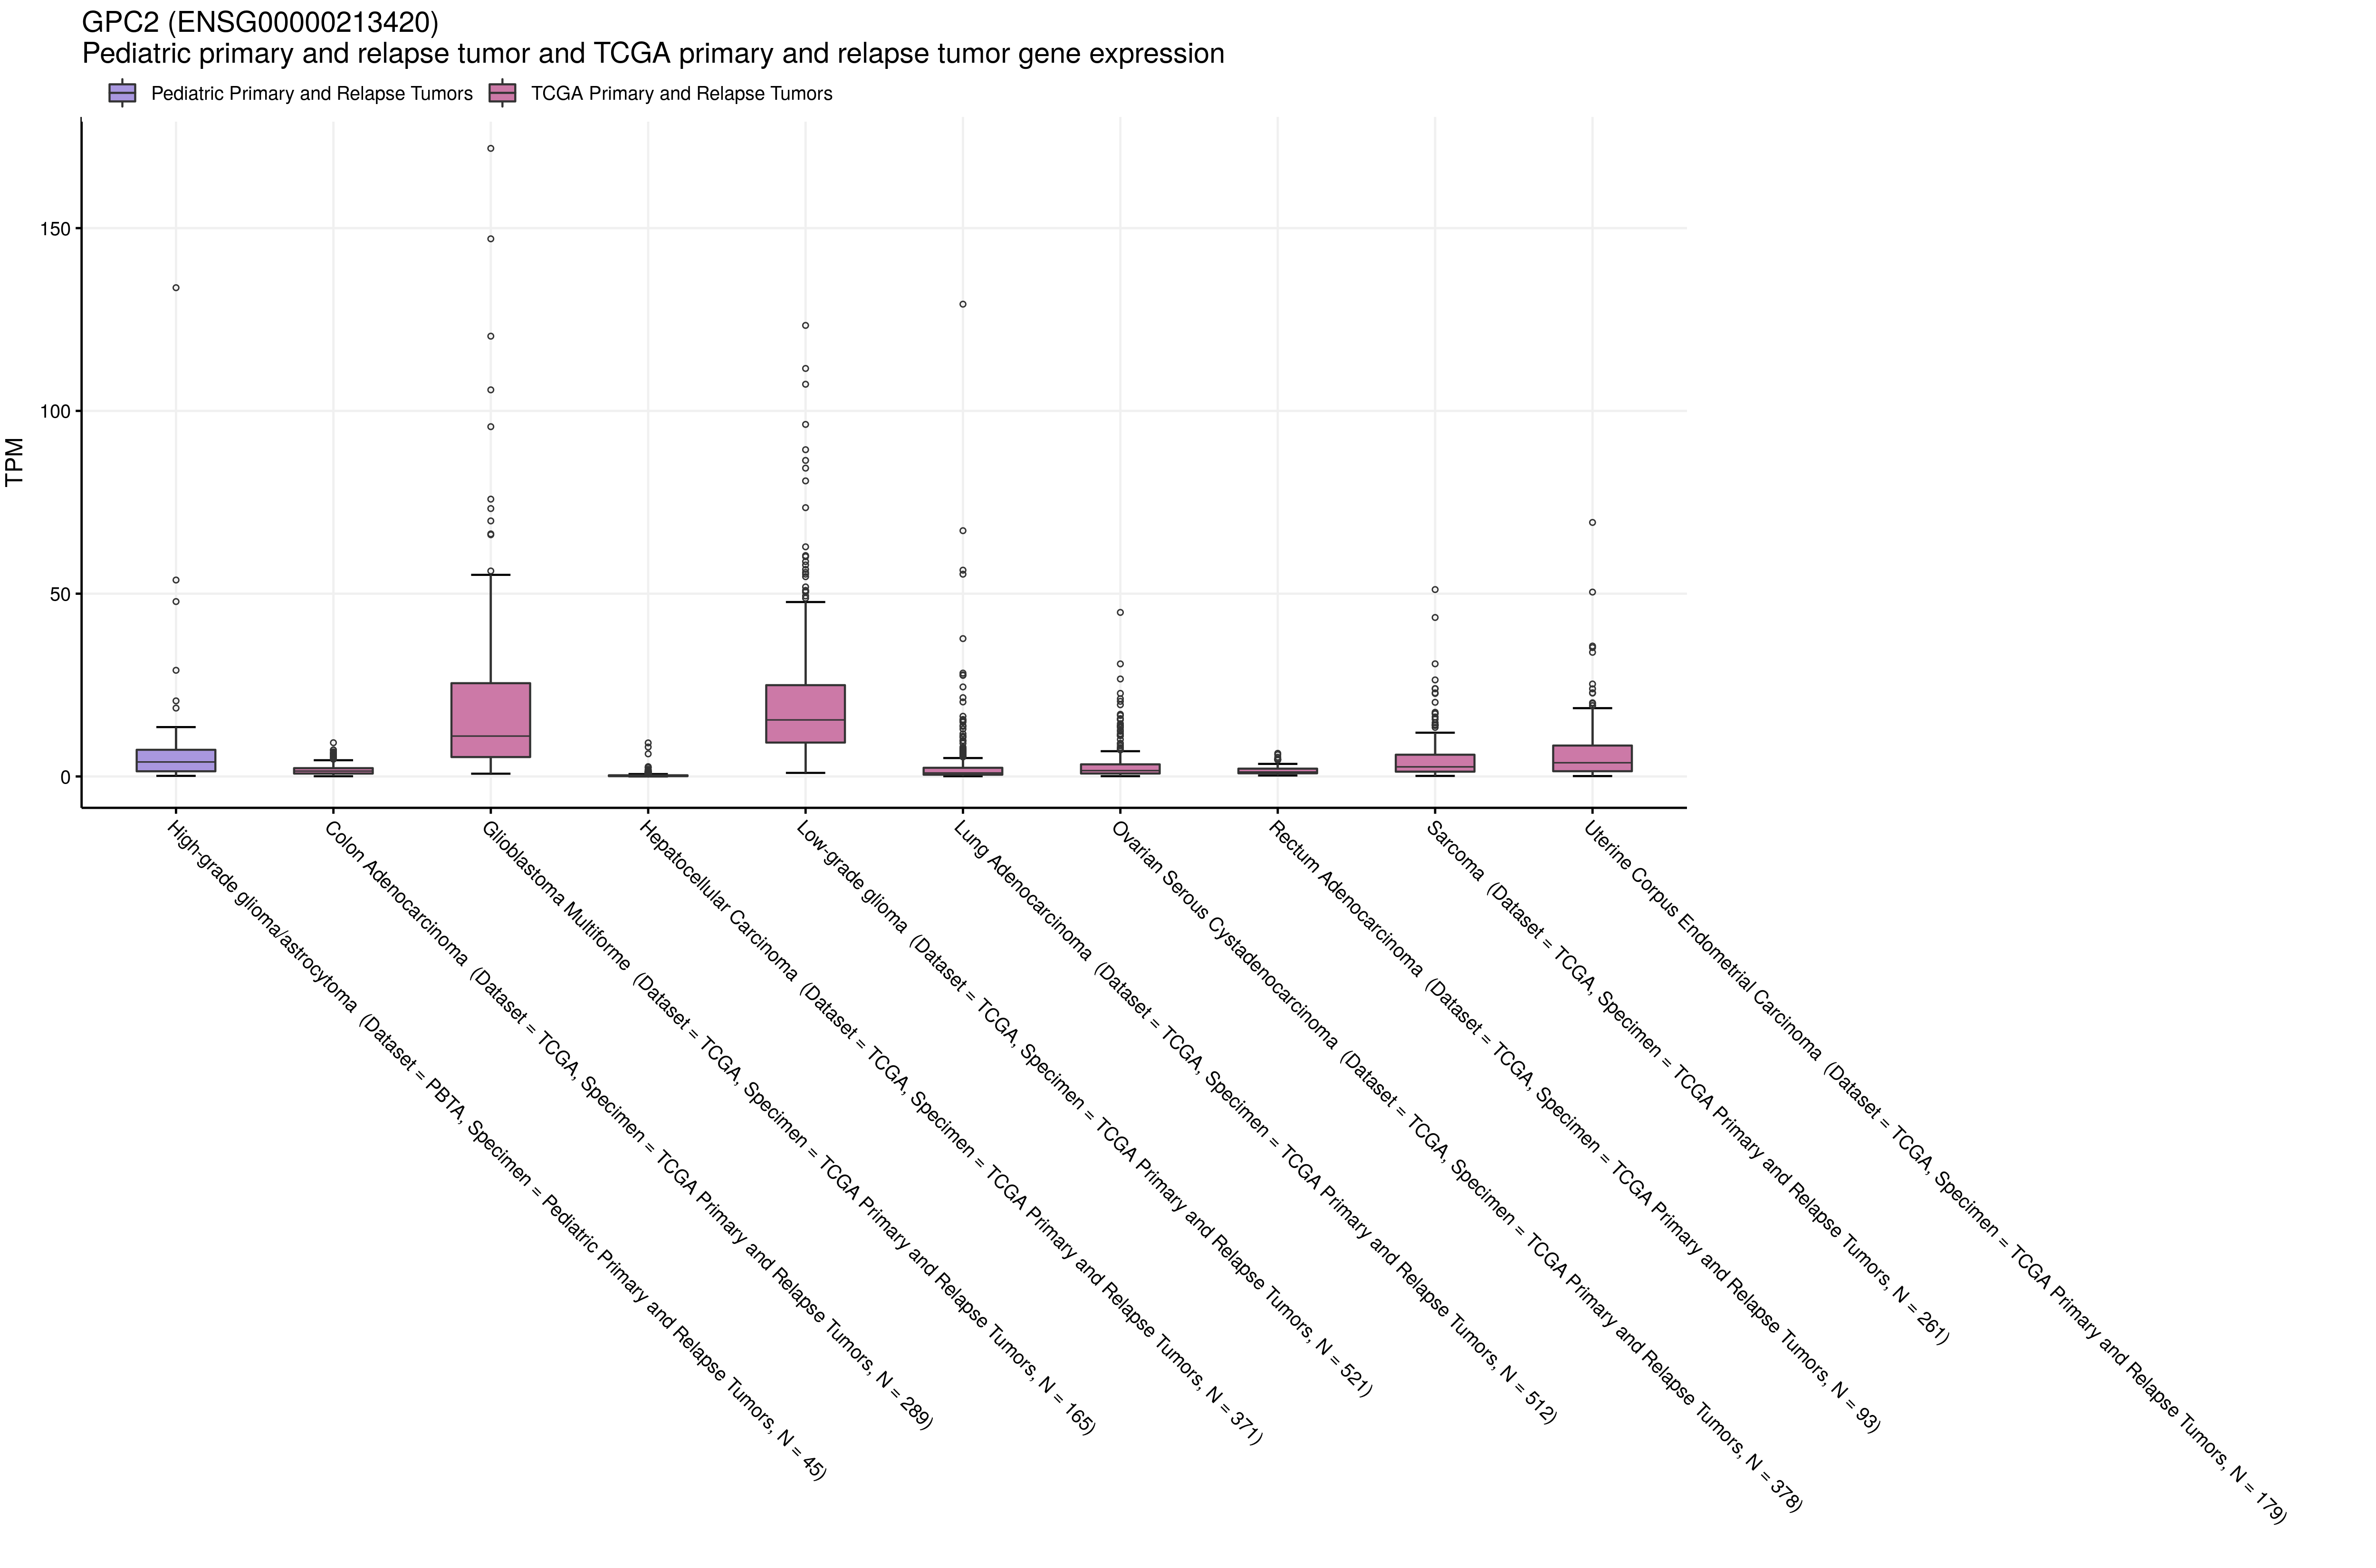 GPC2 (ENSG00000213420)
Pediatric primary and relapse tumor and TCGA primary and relapse tumor gene expression
Pediatric Primary and Relapse Tumors
TCGA Primary and Relapse Tumors
TPM
150
100
50
0
High-grade glioma/astrocytoma (Dataset = PBTA, Specimen = Pediatric Primary and Relapse Tumors, N = 45)
Colon Adenocarcinoma (Dataset = TCGA, Specimen = TCGA Primary and Relapse Tumors, N = 289)
Glioblastoma Multiforme (Dataset = TCGA, Specimen = TCGA Primary and Relapse Tumors, N = 165)
Hepatocellular Carcinoma (Dataset = TCGA, Specimen = TCGA Primary and Relapse Tumors, N = 371)
Low-grade glioma (Dataset = TCGA, Specimen = TCGA Primary and Relapse Tumors, N = 521)
Lung Adenocarcinoma (Dataset = TCGA, Specimen = TCGA Primary and Relapse Tumors, N = 512)
Ovarian Serous Cystadenocarcinoma (Dataset = TCGA, Specimen = TCGA Primary and Relapse Tumors, N = 378)
Rectum Adenocarcinoma (Dataset = TCGA, Specimen = TCGA Primary and Relapse Tumors, N = 93)
Sarcoma (Dataset = TCGA, Specimen = TCGA Primary and Relapse Tumors, N = 261)
Uterine Corpus Endometrial Carcinoma (Dataset = TCGA, Specimen = TCGA Primary and Relapse Tumors, N = 179)